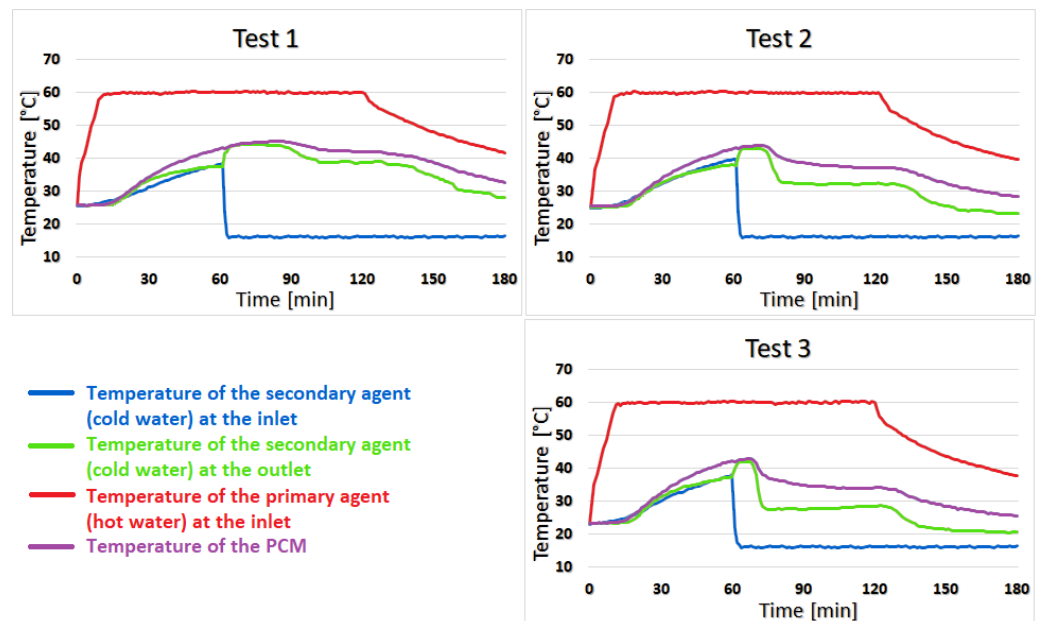 Test 1
70
60
50
40
30
20
10
Temperature [°C]
0 30 60 90 120 150 180
Time [min]
Test 2
70
60
50
40
30
20
10
Temperature [°C]
0 30 60 90 120 150 180
Time [min]
Temperature of the secondary agent
(cold water) at the inlet
Temperature of the secondary agent
(cold water) at the outlet
Temperature of the primary agent
(hot water) at the inlet
Temperature of the PCM
Test 3
70
60
50
40
30
20
10
Temperature [°C]
0 30 60 90 120 150 180
Time [min]